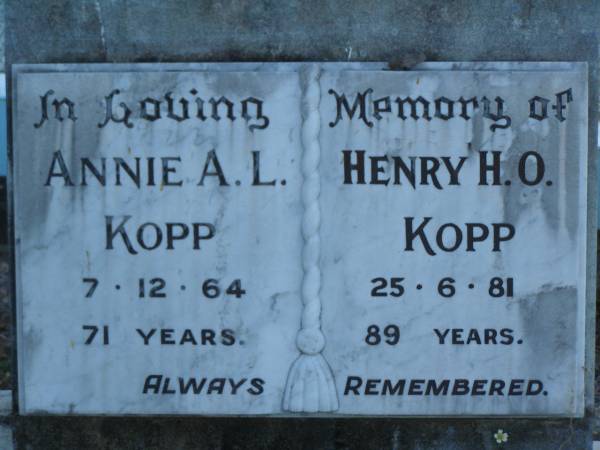 In Loving Memory of
ANNIE A. L.
KOPP
7 · 12 · 64
71 YEARS.
HENRY H. O.
KOPP
25 · 6 · 81
89 YEARS.
ALWAYS REMEMBERED.